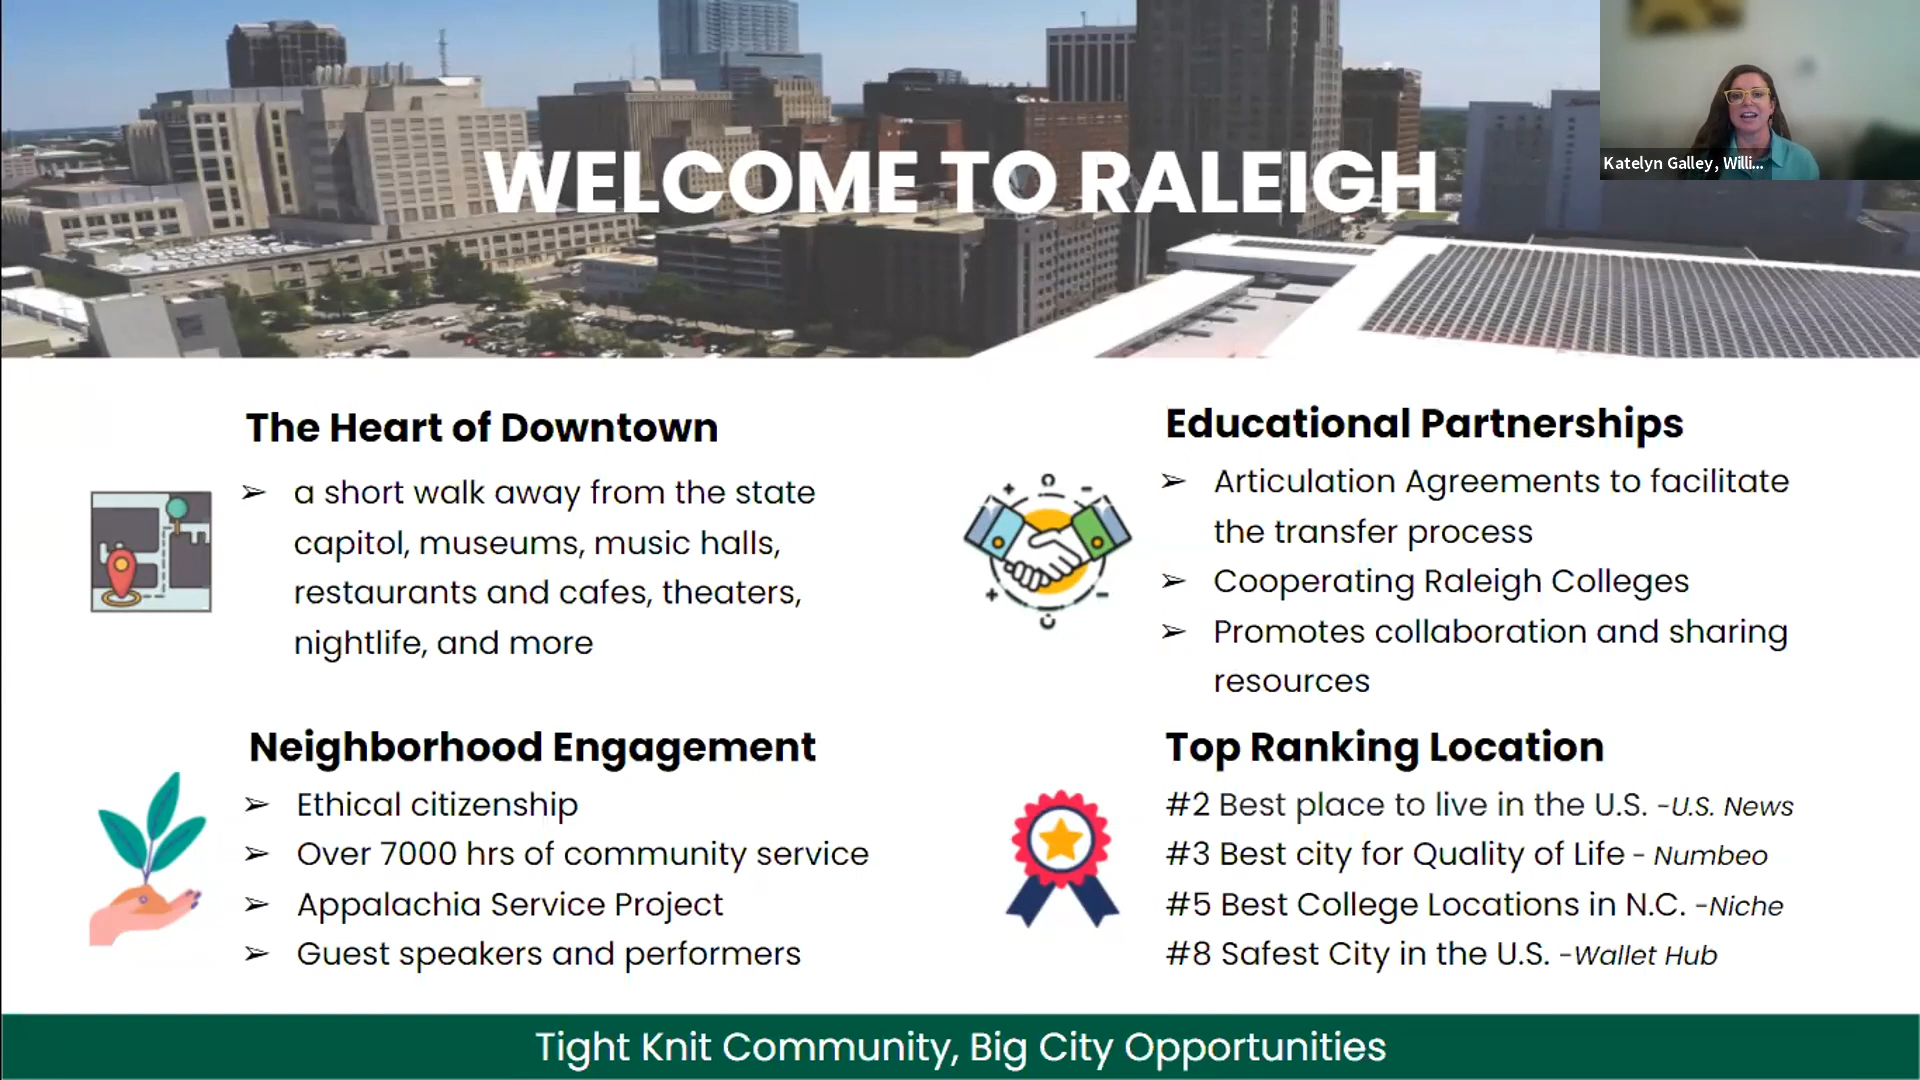 WELCOME TO RALEIGH
Katelyn Galley, Willi...
The Heart of Downtown
➢ a short walk away from the state
capitol, museums, music halls,
restaurants and cafes, theaters,
nightlife, and more
Educational Partnerships
➢ Articulation Agreements to facilitate
the transfer process
➢ Cooperating Raleigh Colleges
➢ Promotes collaboration and sharing
resources
Neighborhood Engagement
➢ Ethical citizenship
➢ Over 7000 hrs of community service
➢ Appalachia Service Project
➢ Guest speakers and performers
Top Ranking Location
#2 Best place to live in the U.S. -U.S. News
#3 Best city for Quality of Life - Numbeo
#5 Best College Locations in N.C. -Niche
#8 Safest City in the U.S. -Wallet Hub
Tight Knit Community, Big City Opportunities